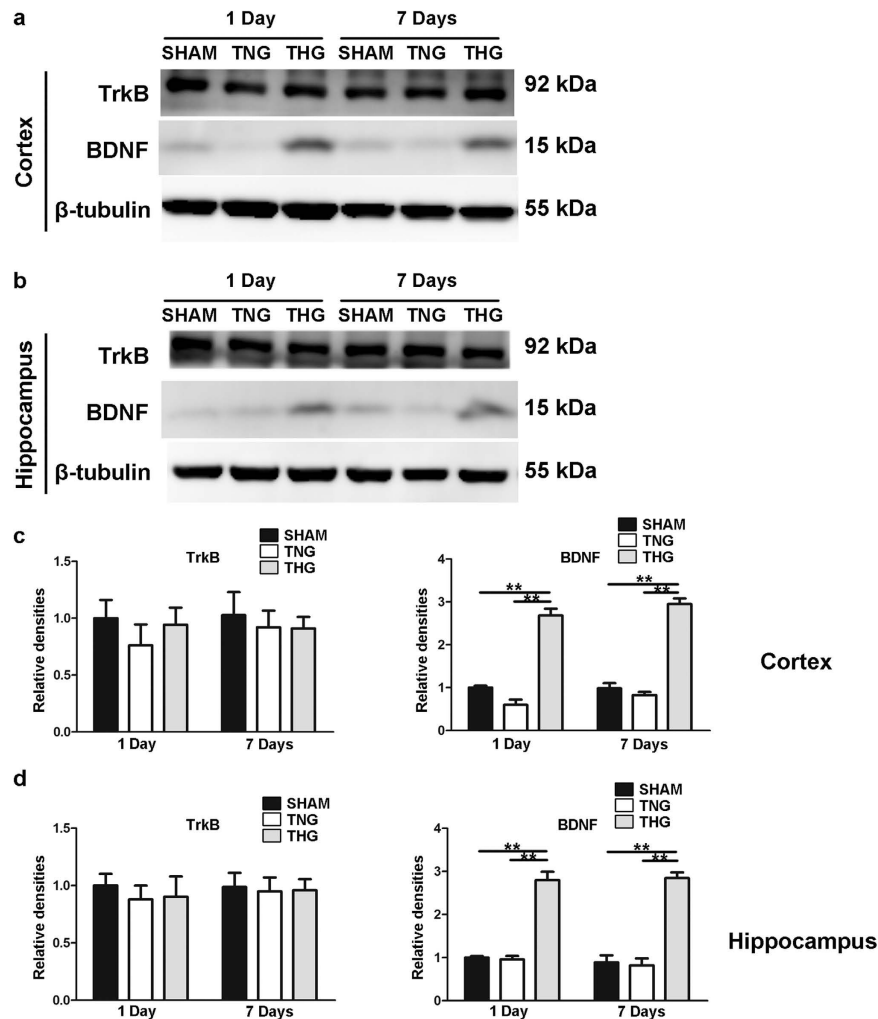 a
1 Day 7 Days
SHAM TNG THG SHAM TNG THG
Cortex
TrkB 92 kDa
BDNF 15 kDa
β-tubulin 55 kDa
b
1 Day 7 Days
SHAM TNG THG SHAM TNG THG
Hippocampus
TrkB 92 kDa
BDNF 15 kDa
β-tubulin 55 kDa
c
TrkB
SHAM
TNG
THG
Relative densities
1.5
1.0
0.5
0.0
1 Day 7 Days
BDNF
SHAM
TNG
THG
Relative densities
4
3
2
1
0
** **
** **
1 Day 7 Days
Cortex
d
TrkB
SHAM
TNG
THG
Relative densities
1.5
1.0
0.5
0.0
1 Day 7 Days
BDNF
SHAM
TNG
THG
Relative densities
4
3
2
1
0
** **
** **
1 Day 7 Days
Hippocampus